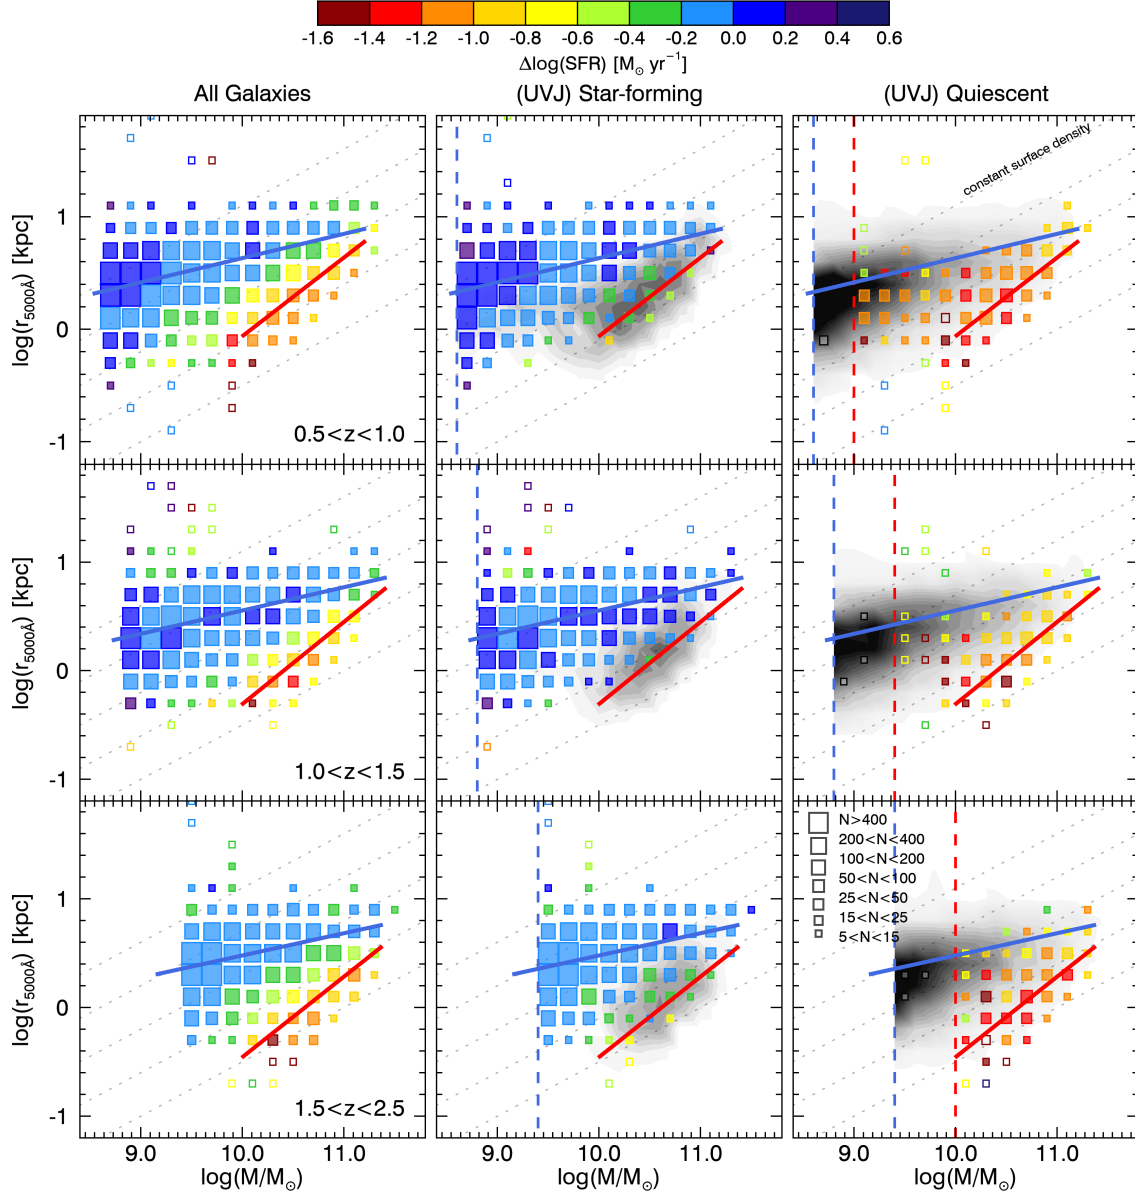 -1.6 -1.4 -1.2 -1.0 -0.8 -0.6 -0.4 -0.2 0.0 0.2 0.4 0.6
Δlog(SFR) [M⊙ yr⁻¹]
All Galaxies
(UVJ) Star-forming
(UVJ) Quiescent
log(r5000Å) [kpc]
1
0
-1
0.5<z<1.0
constant surface density
log(r5000Å) [kpc]
1
0
-1
1.0<z<1.5
log(r5000Å) [kpc]
1
0
-1
1.5<z<2.5
N>400
200<N<400
100<N<200
50<N<100
25<N<50
15<N<25
5<N<15
9.0 10.0 11.0
9.0 10.0 11.0
9.0 10.0 11.0
log(M/M⊙)
log(M/M⊙)
log(M/M⊙)